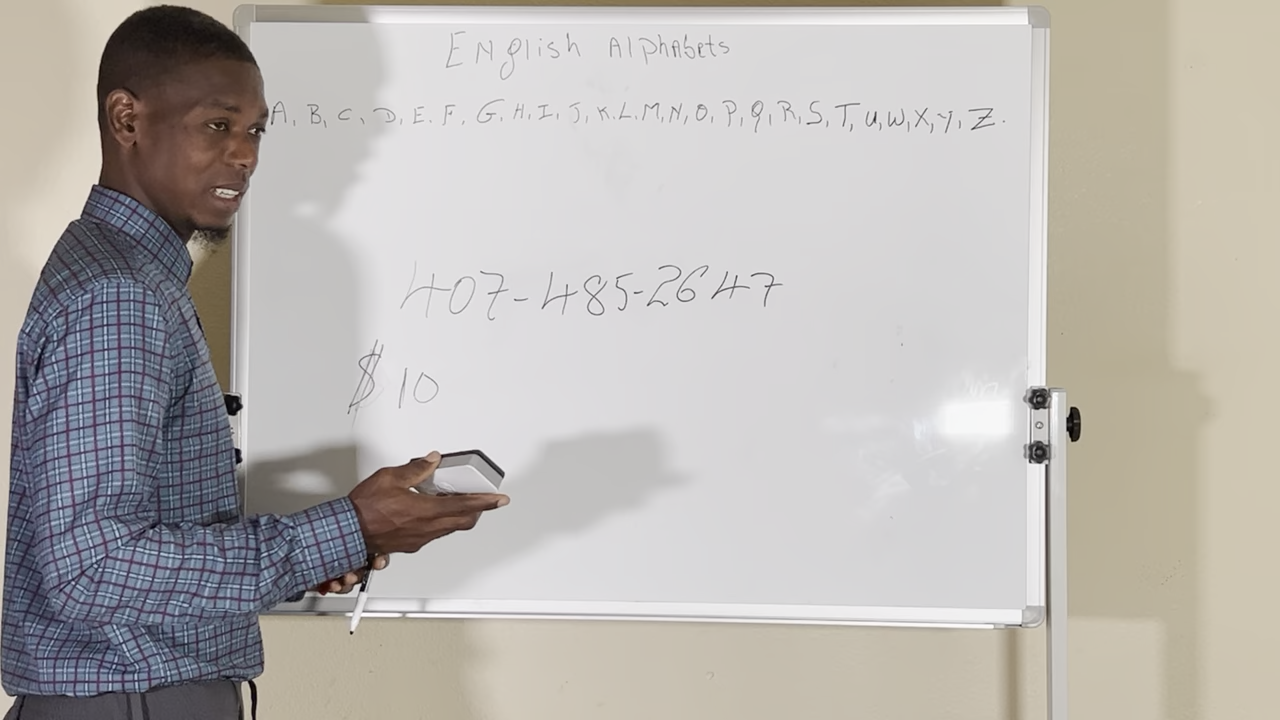 English Alphabets
A, B, C, D, E, F, G, H, I, J, K, L, M, N, O, P, Q, R, S, T, U, W, X, Y, Z.
407-485-2647
$10